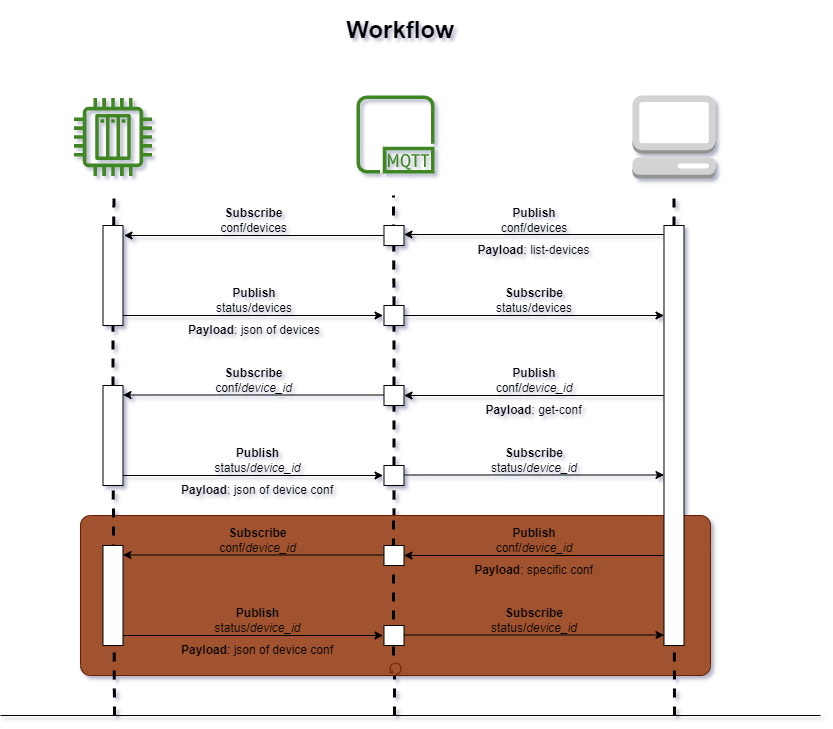 Workflow
MQTT
Subscribe
conf/devices
Publish
conf/devices
Payload: list-devices
Publish
status/devices
Payload: json of devices
Subscribe
status/devices
Subscribe
conf/device_id
Publish
conf/device_id
Payload: get-conf
Publish
status/device_id
Payload: json of device conf
Subscribe
status/device_id
Subscribe
conf/device_id
Publish
conf/device_id
Payload: specific conf
Publish
status/device_id
Payload: json of device conf
Subscribe
status/device_id